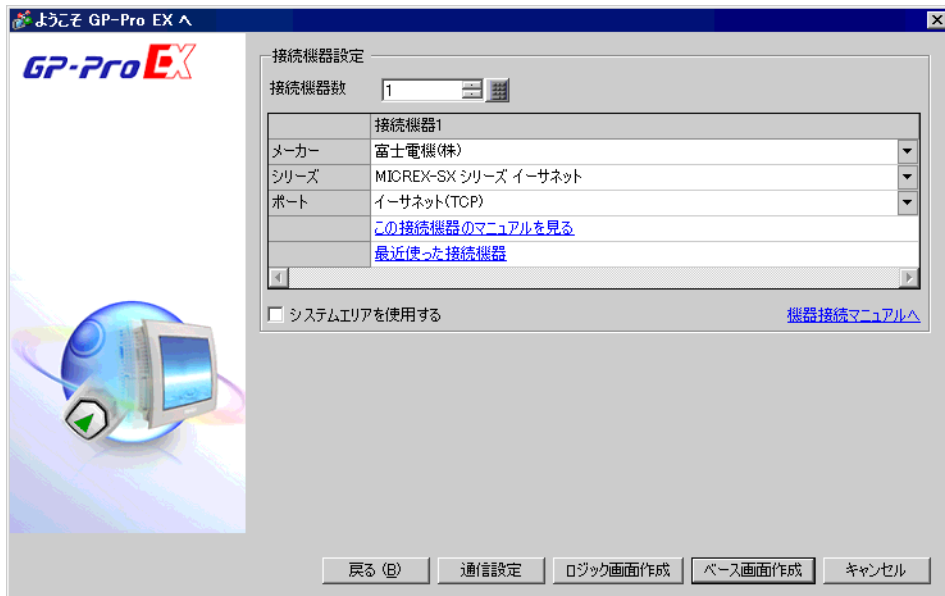 ようこそ GP-Pro EX へ
GP-Pro EX
接続機器設定
接続機器数 1
接続機器1
メーカー 富士電機(株)
シリーズ MICREX-SX シリーズ イーサネット
ポート イーサネット(TCP)
この接続機器のマニュアルを見る
最近使った接続機器
システムエリアを使用する 機器接続マニュアルへ
戻る (B) 通信設定 ロジック画面作成 ベース画面作成 キャンセル